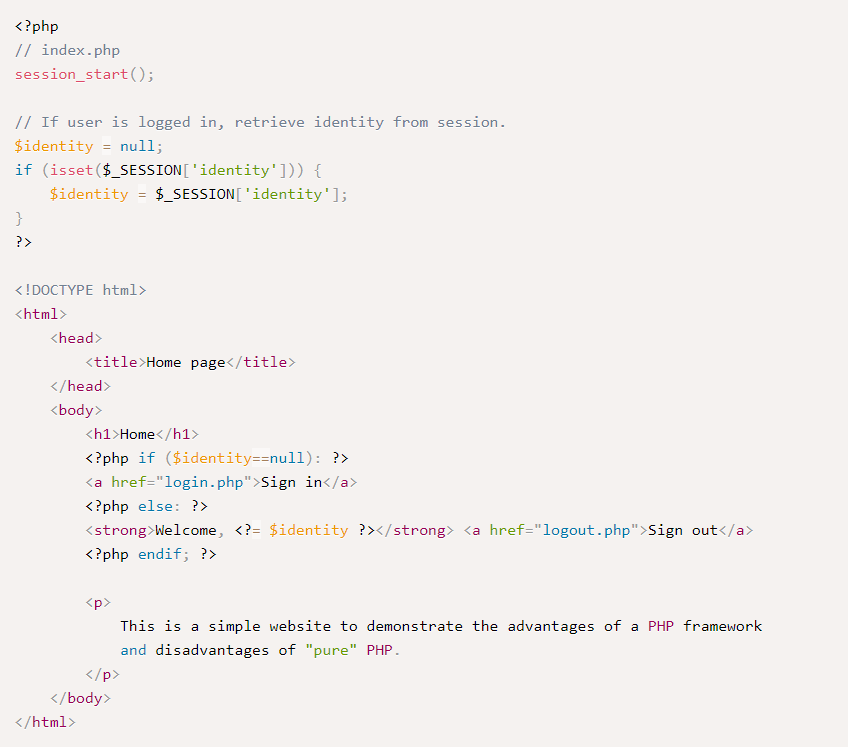 <?php
// index.php
session_start();

// If user is logged in, retrieve identity from session.
$identity = null;
if (isset($_SESSION['identity'])) {
    $identity = $_SESSION['identity'];
}
?>

<!DOCTYPE html>
<html>
    <head>
        <title>Home page</title>
    </head>
    <body>
        <h1>Home</h1>
        <?php if ($identity==null): ?>
        <a href="login.php">Sign in</a>
        <?php else: ?>
        <strong>Welcome, <?= $identity ?></strong> <a href="logout.php">Sign out</a>
        <?php endif; ?>

        <p>
            This is a simple website to demonstrate the advantages of a PHP framework
            and disadvantages of "pure" PHP.
        </p>
    </body>
</html>